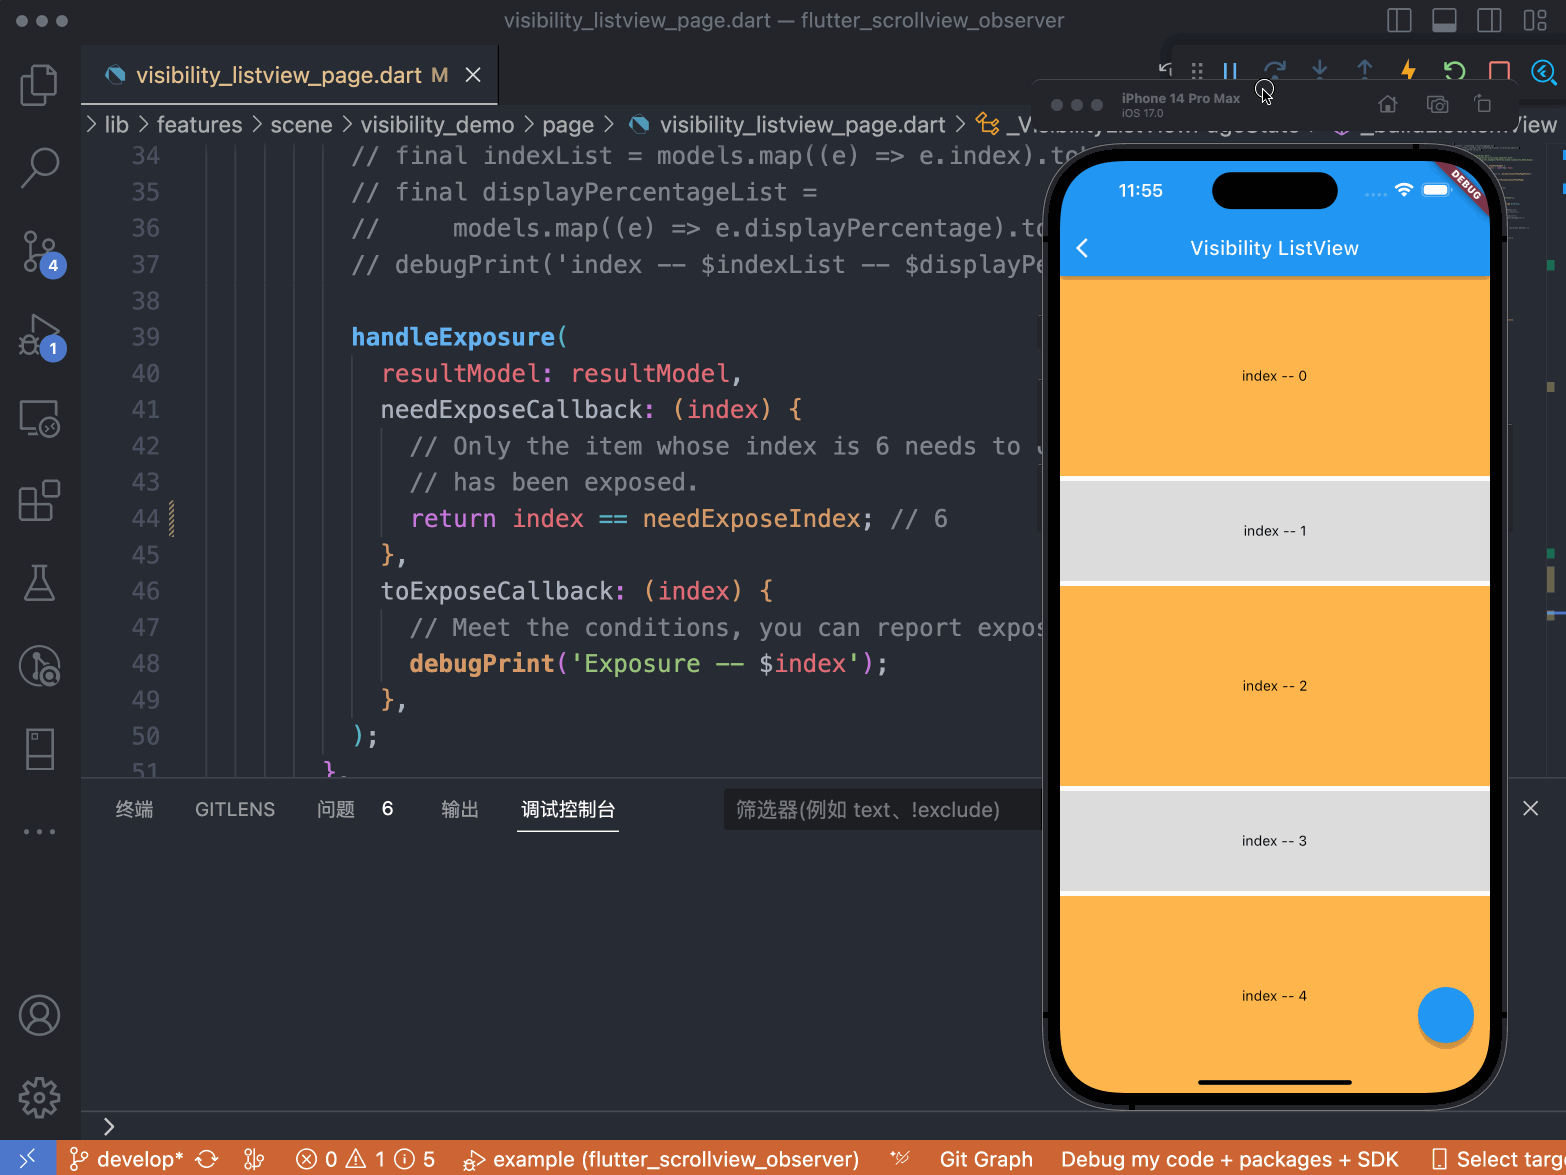 visibility_listview_page.dart — flutter_scrollview_observer
visibility_listview_page.dart M
lib > features > scene > visibility_demo > page > visibility_listview_page.dart >
34 // final indexList = models.map((e) => e.index).to
35 // final displayPercentageList =
36 //     models.map((e) => e.displayPercentage).to
37 // debugPrint('index -- $indexList -- $displayPe
38
39 handleExposure(
40 resultModel: resultModel,
41 needExposeCallback: (index) {
42 // Only the item whose index is 6 needs to
43 // has been exposed.
44 return index == needExposeIndex; // 6
45 },
46 toExposeCallback: (index) {
47 // Meet the conditions, you can report expos
48 debugPrint('Exposure -- $index');
49 },
50 );
51 }
4
1
终端 GITLENS 问题 6 输出 调试控制台 筛选器(例如 text、!exclude)
iPhone 14 Pro Max
iOS 17.0
11:55
DEBUG
Visibility ListView
index -- 0
index -- 1
index -- 2
index -- 3
index -- 4
develop* 0 1 5 example (flutter_scrollview_observer) Git Graph Debug my code + packages + SDK Select targ